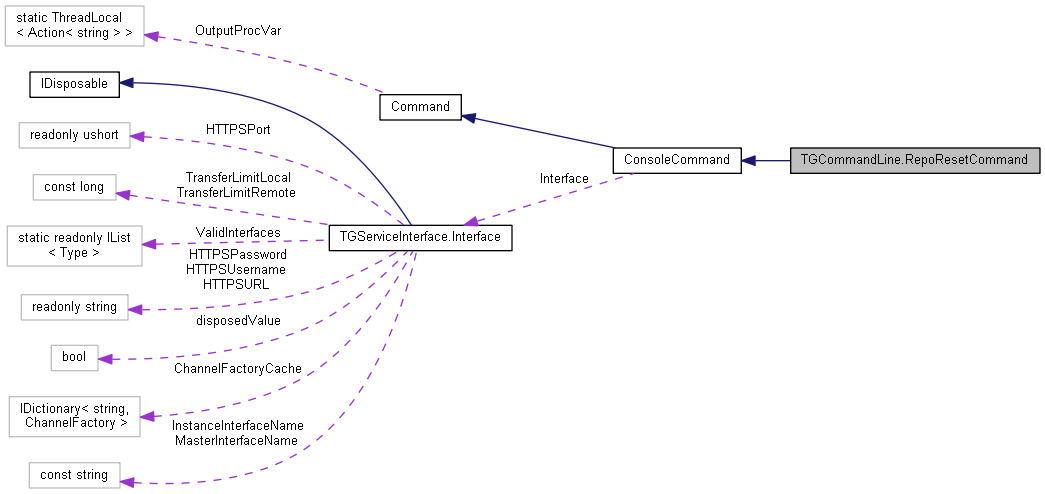 static ThreadLocal
< Action< string > >
OutputProcVar
IDisposable
Command
readonly ushort
HTTPSPort
ConsoleCommand
TGCommandLine.RepoResetCommand
const long
TransferLimitLocal
TransferLimitRemote
Interface
static readonly IList
< Type >
ValidInterfaces
TGServiceInterface.Interface
HTTPSPassword
HTTPSUsername
HTTPSURL
readonly string
disposedValue
bool
ChannelFactoryCache
IDictionary< string,
ChannelFactory >
InstanceInterfaceName
MasterInterfaceName
const string